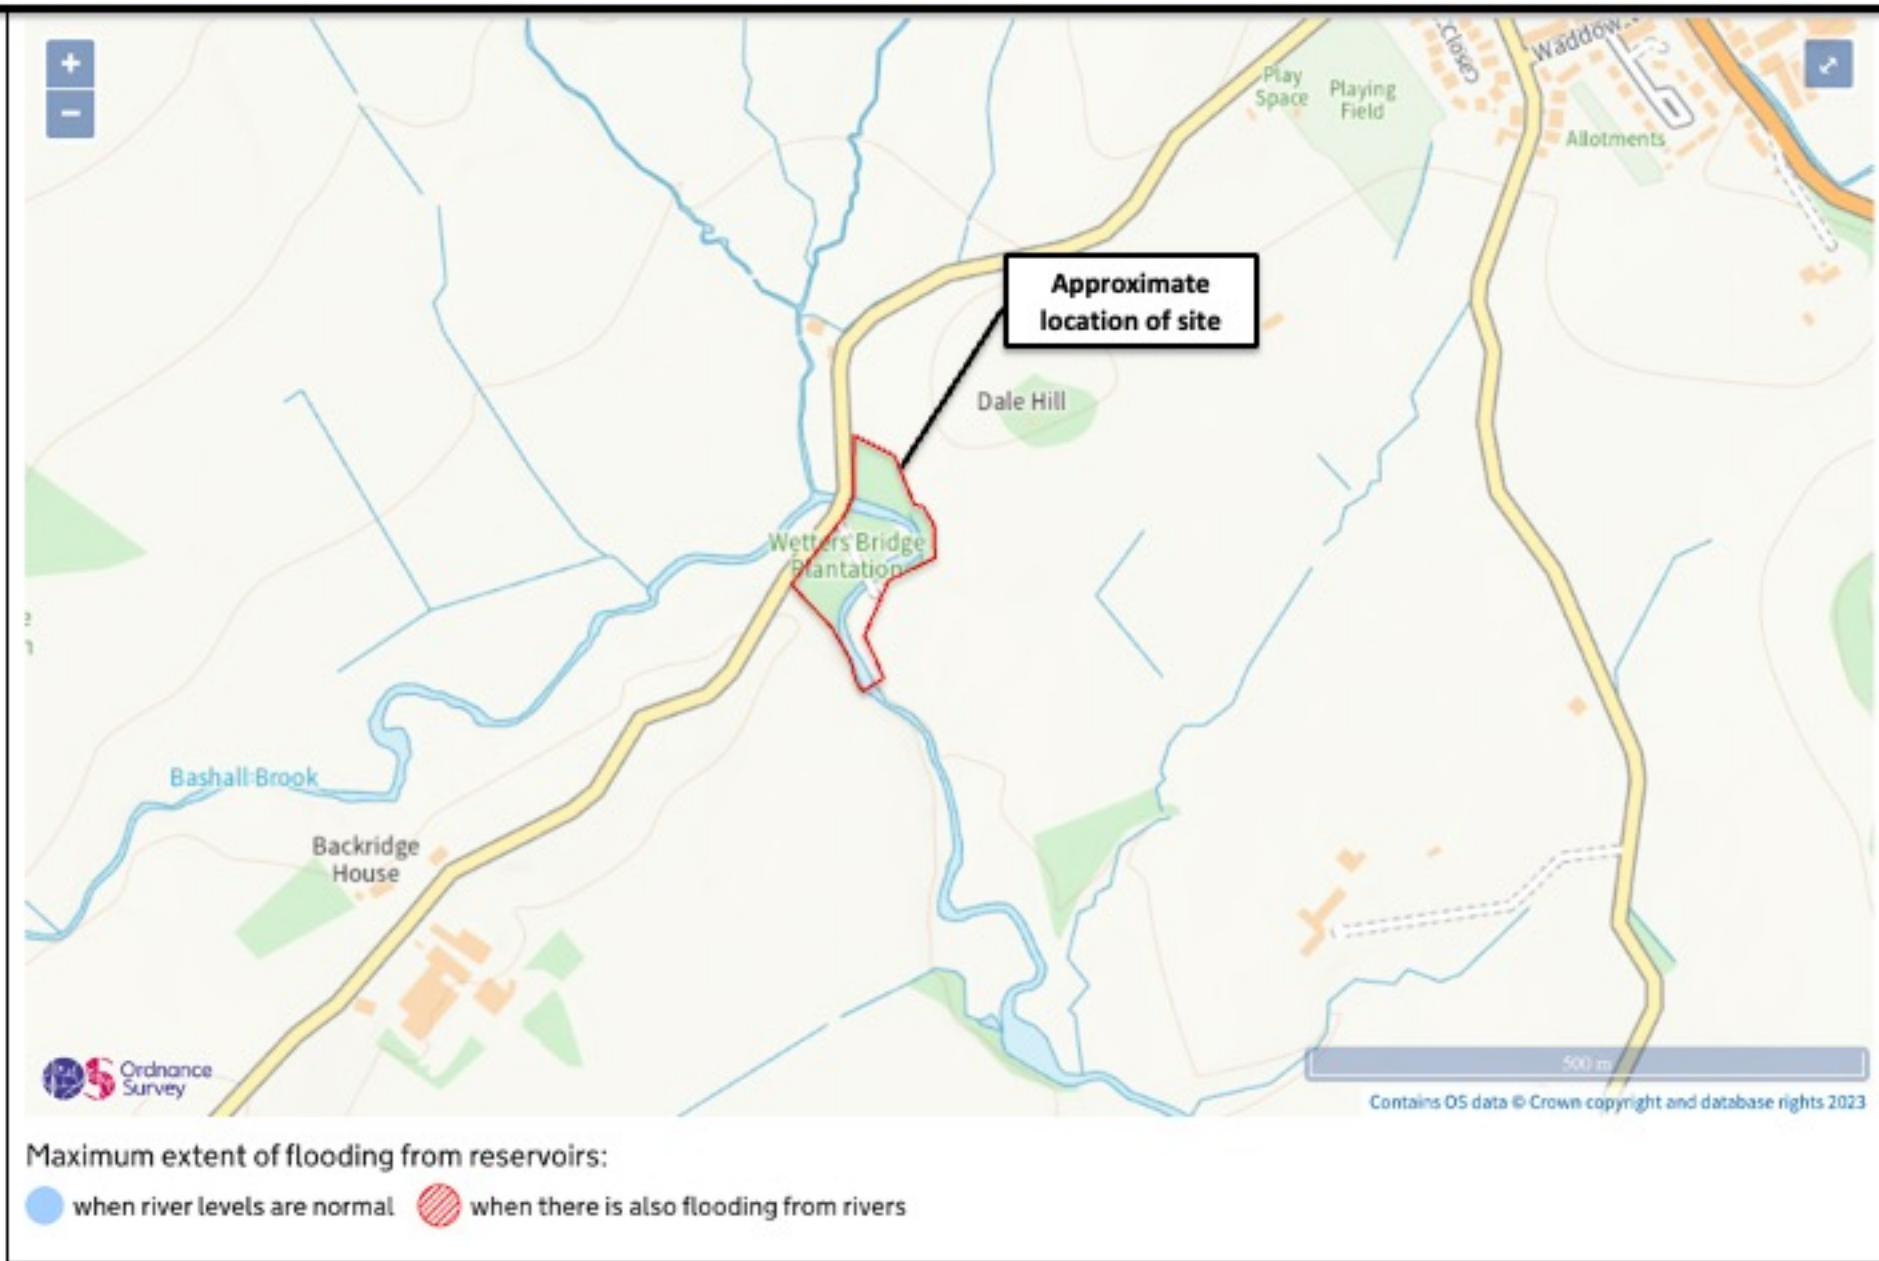 +
−
Close
Waddow
Play
Space
Playing
Field
Allotments
Approximate
location of site
Dale Hill
Wetters Bridge
Plantation
Bashall Brook
Backridge
House
Ordnance
Survey
500 m
Contains OS data © Crown copyright and database rights 2023
Maximum extent of flooding from reservoirs:
when river levels are normal
when there is also flooding from rivers